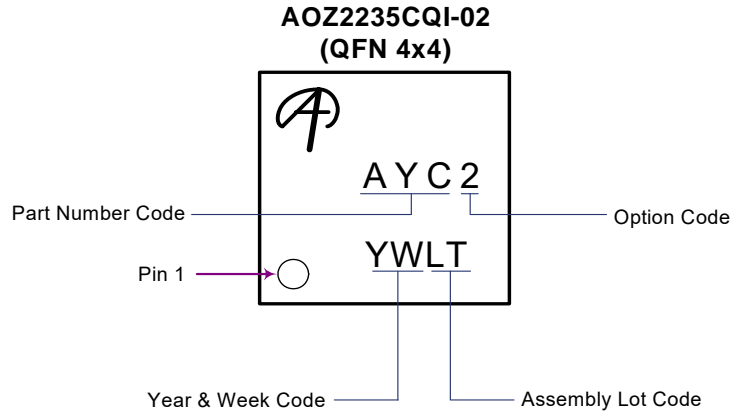 AOZ2235CQI-02
(QFN 4x4)
AYC2
Part Number Code
Option Code
YWLT
Pin 1
Year & Week Code
Assembly Lot Code